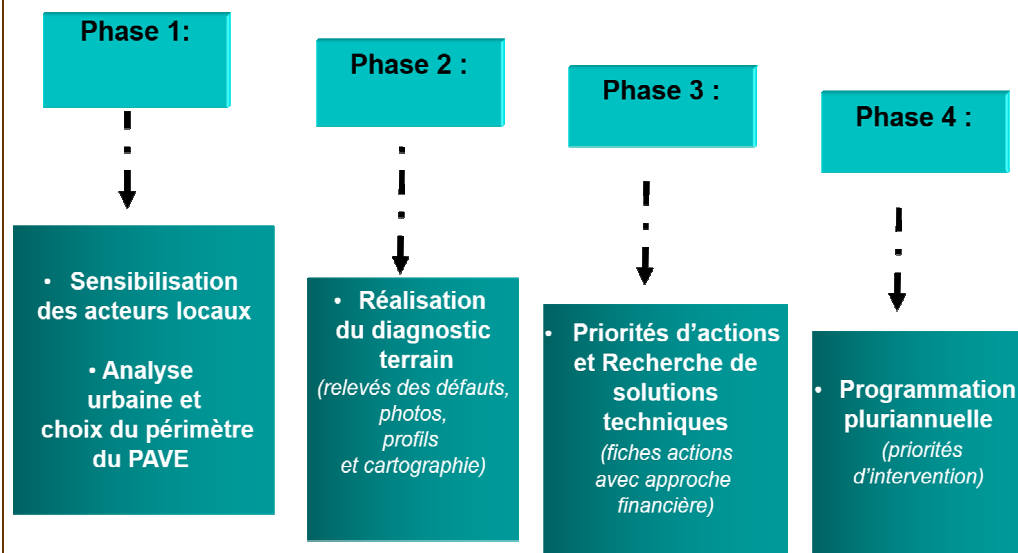 Phase 1:
• Sensibilisation
des acteurs locaux
• Analyse
urbaine et
choix du périmètre
du PAVE
Phase 2 :
• Réalisation
du diagnostic
terrain
(relevés des défauts,
photos,
profils
et cartographie)
Phase 3 :
• Priorités d’actions
et Recherche de
solutions
techniques
(fiches actions
avec approche
financière)
Phase 4 :
• Programmation
pluriannuelle
(priorités
d’intervention)